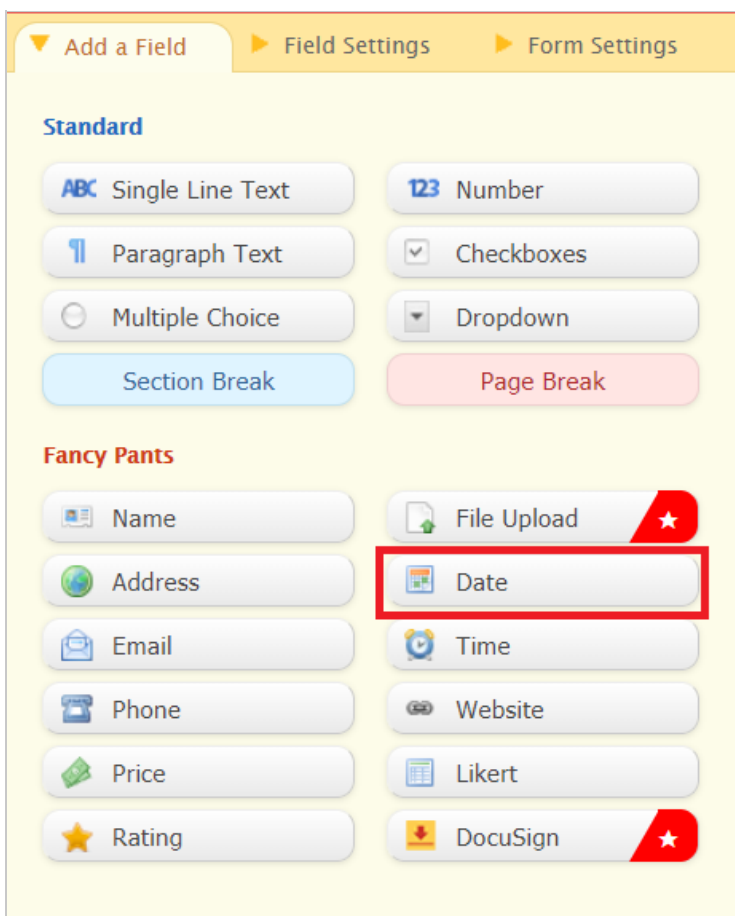 Add a Field Field Settings Form Settings
Standard
ABC Single Line Text 123 Number
¶ Paragraph Text Checkboxes
Multiple Choice Dropdown
Section Break Page Break
Fancy Pants
Name File Upload
Address Date
Email Time
Phone Website
Price Likert
Rating DocuSign